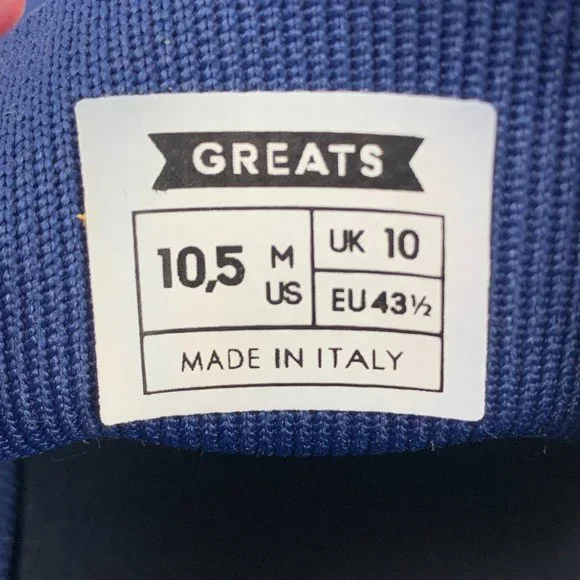 GREATS
10,5 M US
UK 10
EU 43½
MADE IN ITALY